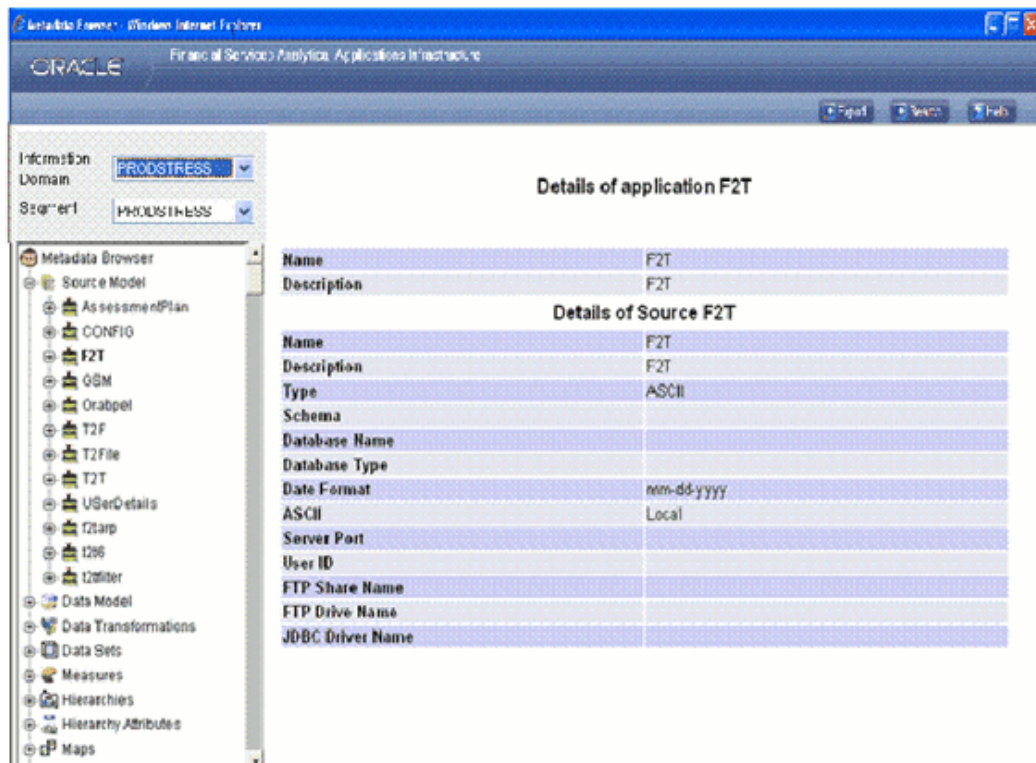 Metadata Browser - Windows Internet Explorer
ORACLE
Financial Services Analytical Applications Infrastructure
Export
Search
Help
Information
Domain
PRODSTRESS
Segment
PRODSTRESS
Details of application F2T
Metadata Browser
Source Model
AssessmentPlan
CONFIG
F2T
GSM
Orabpel
T2F
T2File
T2T
USerDetails
f2tarp
t2t6
t2tfilter
Data Model
Data Transformations
Data Sets
Measures
Hierarchies
Hierarchy Attributes
Maps
Name F2T
Description F2T
Details of Source F2T
Name F2T
Description F2T
Type ASCII
Schema
Database Name
Database Type
Date Format mm-dd-yyyy
ASCII Local
Server Port
User ID
FTP Share Name
FTP Drive Name
JDBC Driver Name